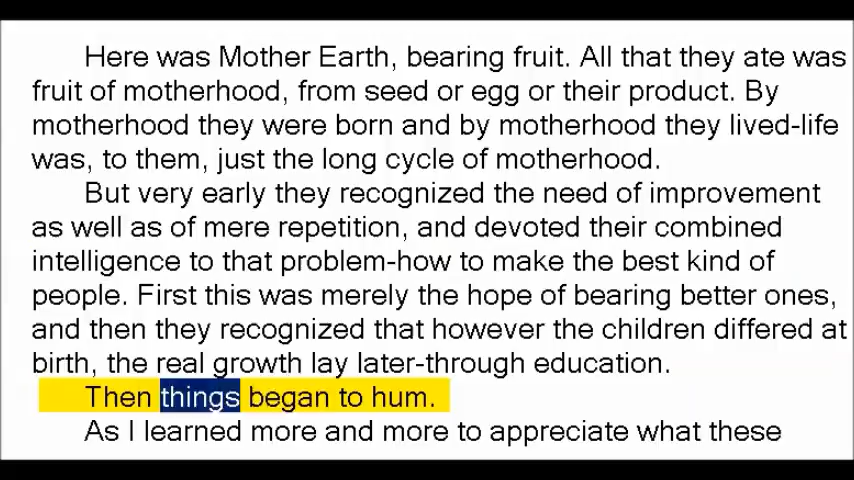 Here was Mother Earth, bearing fruit. All that they ate was
fruit of motherhood, from seed or egg or their product. By
motherhood they were born and by motherhood they lived-life
was, to them, just the long cycle of motherhood.
But very early they recognized the need of improvement
as well as of mere repetition, and devoted their combined
intelligence to that problem-how to make the best kind of
people. First this was merely the hope of bearing better ones,
and then they recognized that however the children differed at
birth, the real growth lay later-through education.
Then things began to hum.
As I learned more and more to appreciate what these